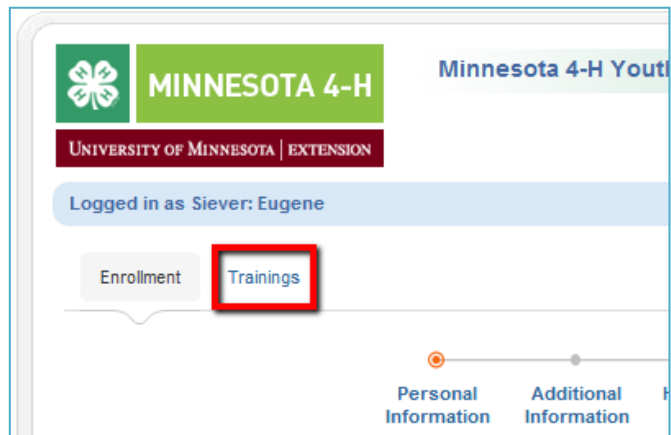 MINNESOTA 4-H
Minnesota 4-H
UNIVERSITY OF MINNESOTA | EXTENSION
Logged in as Siever: Eugene
Enrollment
Trainings
Personal
Information
Additional
Information